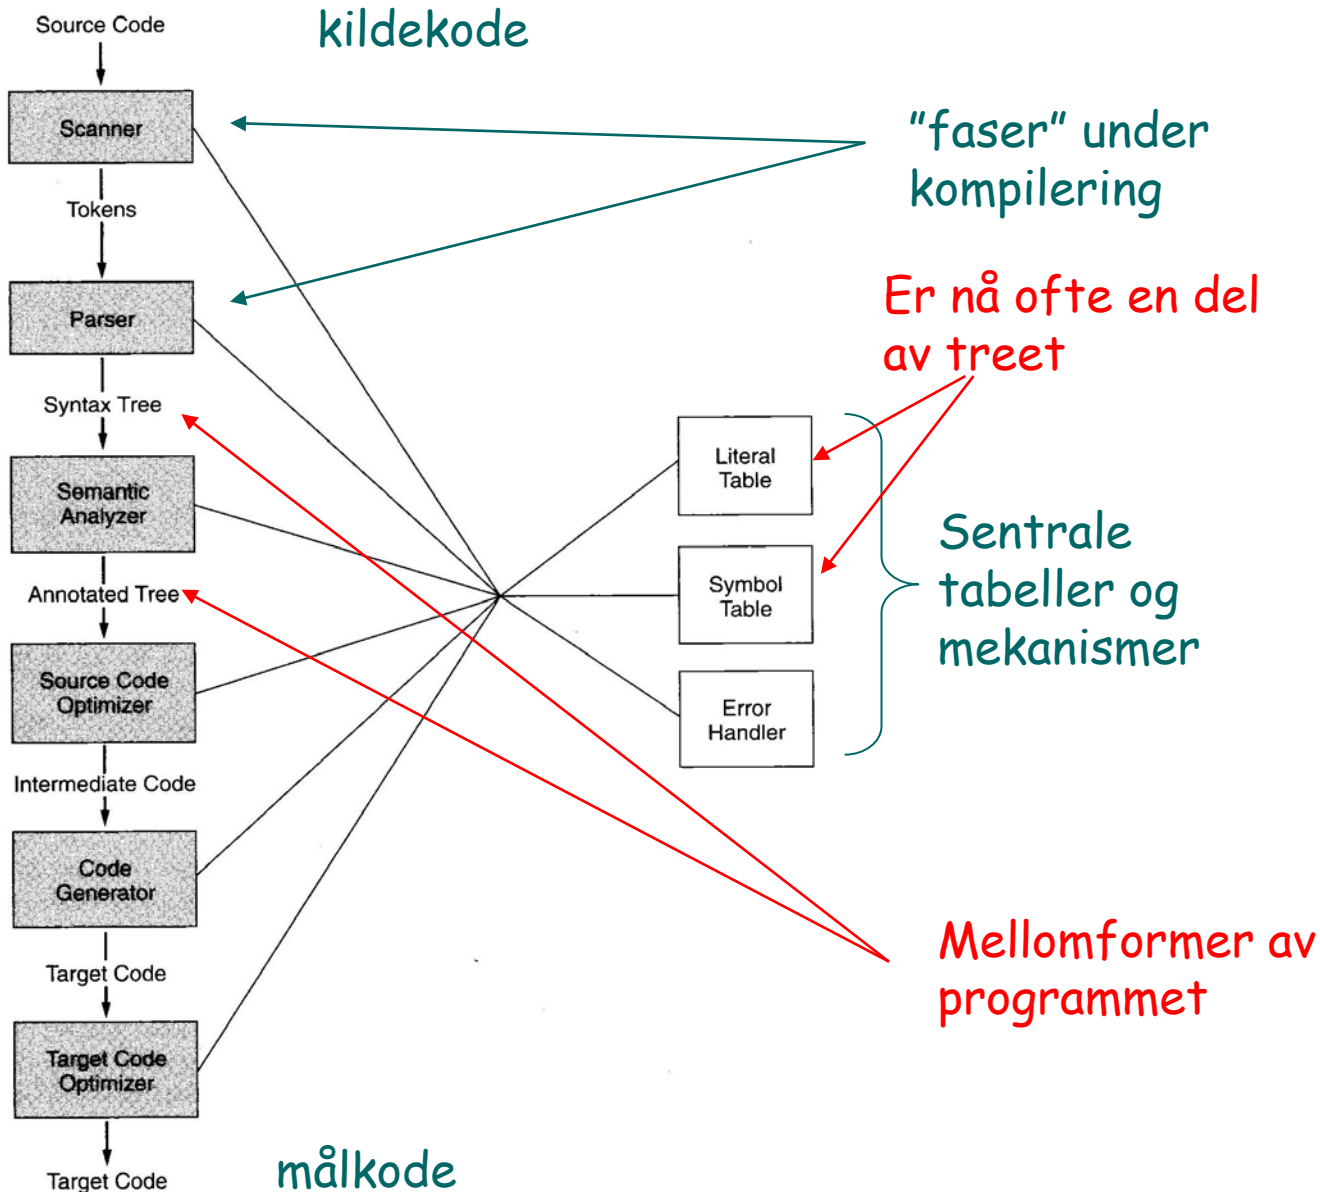 Source Code
kildekode
Scanner
"faser" under
kompilering
Tokens
Parser
Er nå ofte en del
av treet
Syntax Tree
Literal
Table
Semantic
Analyzer
Sentrale
tabeller og
mekanismer
Annotated Tree
Symbol
Table
Source Code
Optimizer
Error
Handler
Intermediate Code
Code
Generator
Mellomformer av
programmet
Target Code
Target Code
Optimizer
målkode
Target Code